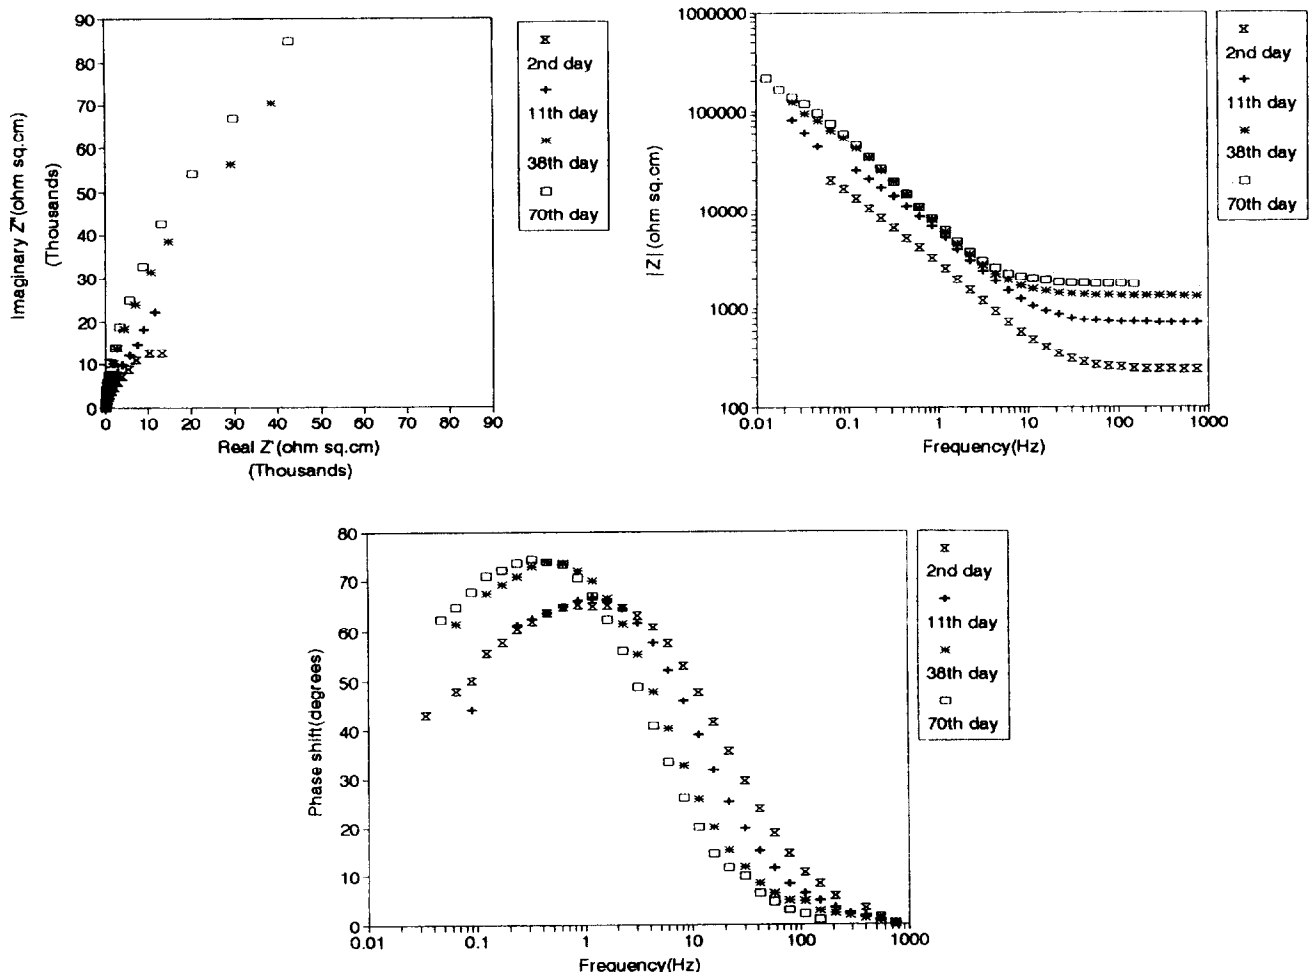 90
80
70
60
50
40
30
20
10
0
Imaginary Z"(ohm sq.cm)
(Thousands)
0 10 20 30 40 50 60 70 80 90
Real Z'(ohm sq.cm)
(Thousands)
2nd day
11th day
38th day
70th day
1000000
100000
10000
1000
100
|Z|(ohm sq.cm)
0.01 0.1 1 10 100 1000
Frequency(Hz)
2nd day
11th day
38th day
70th day
80
70
60
50
40
30
20
10
0
Phase shift(degrees)
0.01 0.1 1 10 100 1000
Frequency(Hz)
2nd day
11th day
38th day
70th day